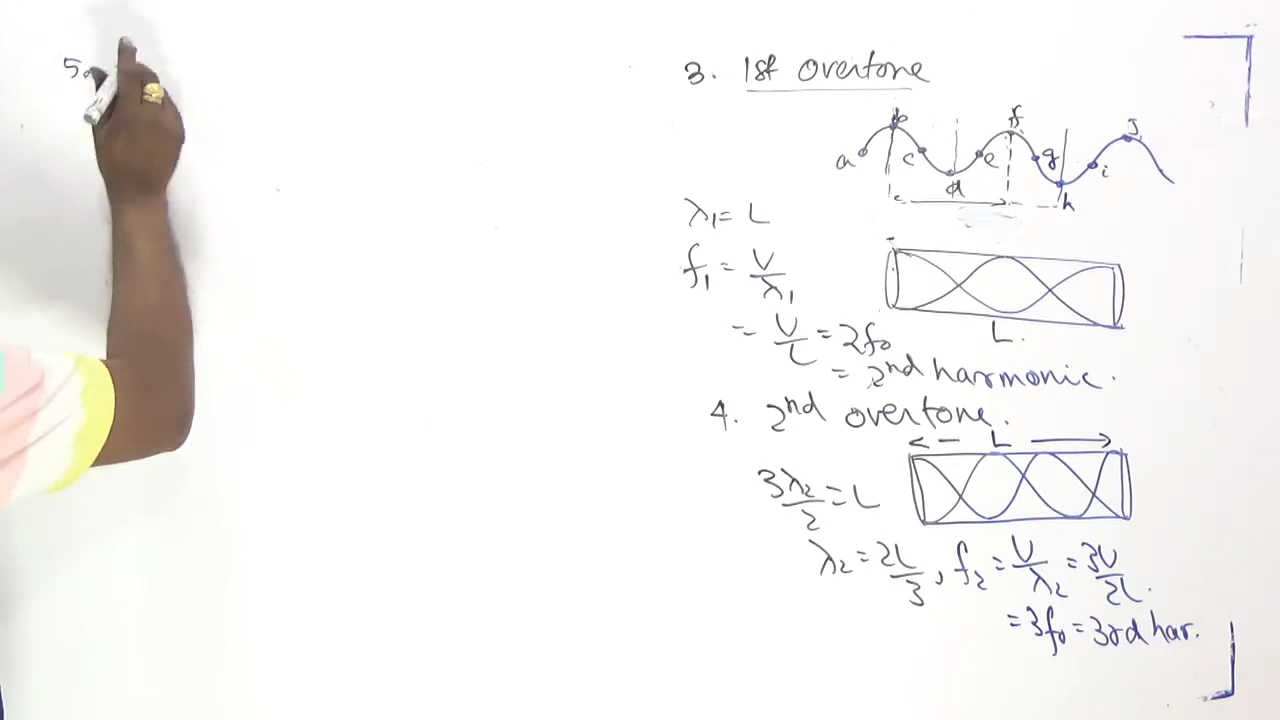 5.
3. 1st overtone
a b c d e f g h i j
λ₁ = L
f₁ = V/λ₁
= V/L = 2f₀
= 2nd harmonic.
L.
4. 2nd overtone.
← L →
3λ₂/2 = L
λ₂ = 2L/3, f₂ = V/λ₂ = 3V/2L.
= 3f₀ = 3rd har.